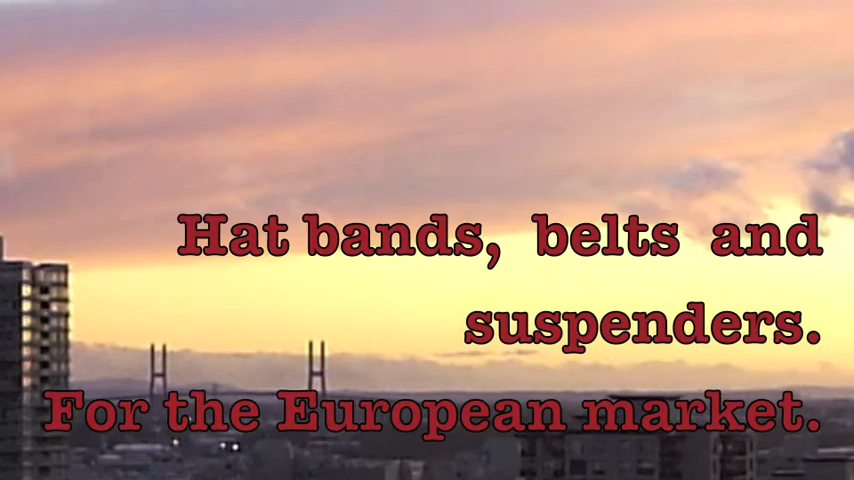 Hat bands, belts and
suspenders.
For the European market.